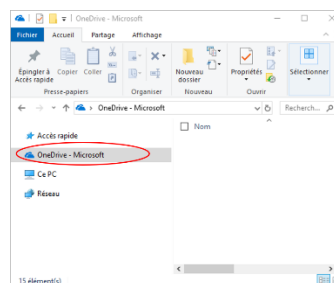 OneDrive - Microsoft
Fichier Accueil Partage Affichage
Épingler à Accès rapide
Copier
Coller
Nouveau dossier
Propriétés
Sélectionner
Presse-papiers Organiser Nouveau Ouvrir
OneDrive - Microsoft
Recherch...
Nom
Accès rapide
OneDrive - Microsoft
Ce PC
Réseau
15 élément(s)